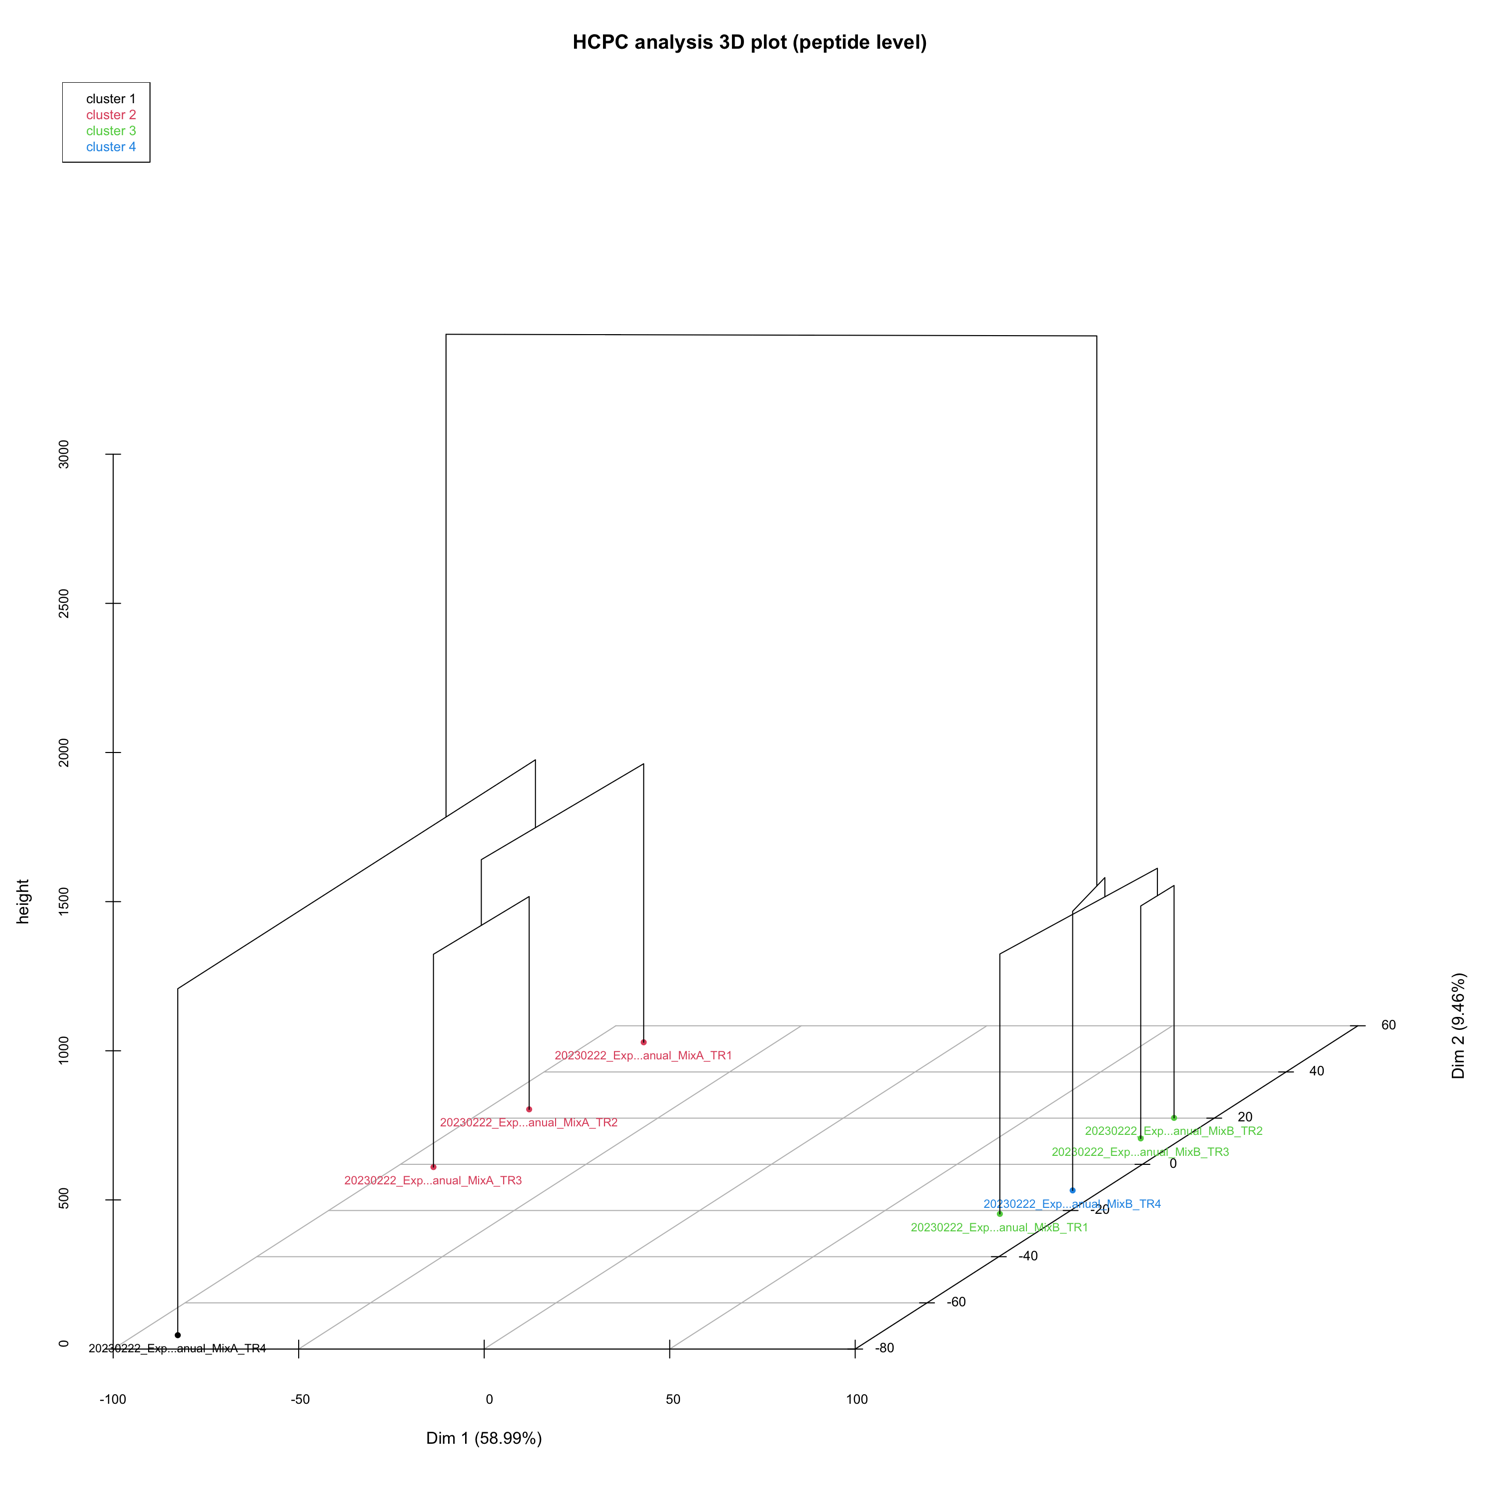 HCPC analysis 3D plot (peptide level)
cluster 1
cluster 2
cluster 3
cluster 4
3000
2500
2000
1500
1000
500
0
height
-100
-50
0
50
100
Dim 1 (58.99%)
60
40
20
0
-20
-40
-60
-80
Dim 2 (9.46%)
20230222_Exp...anual_MixA_TR1
20230222_Exp...anual_MixA_TR2
20230222_Exp...anual_MixB_TR2
20230222_Exp...anual_MixB_TR3
20230222_Exp...anual_MixA_TR3
20230222_Exp...anual_MixB_TR4
20230222_Exp...anual_MixB_TR1
20230222_Exp...anual_MixA_TR4